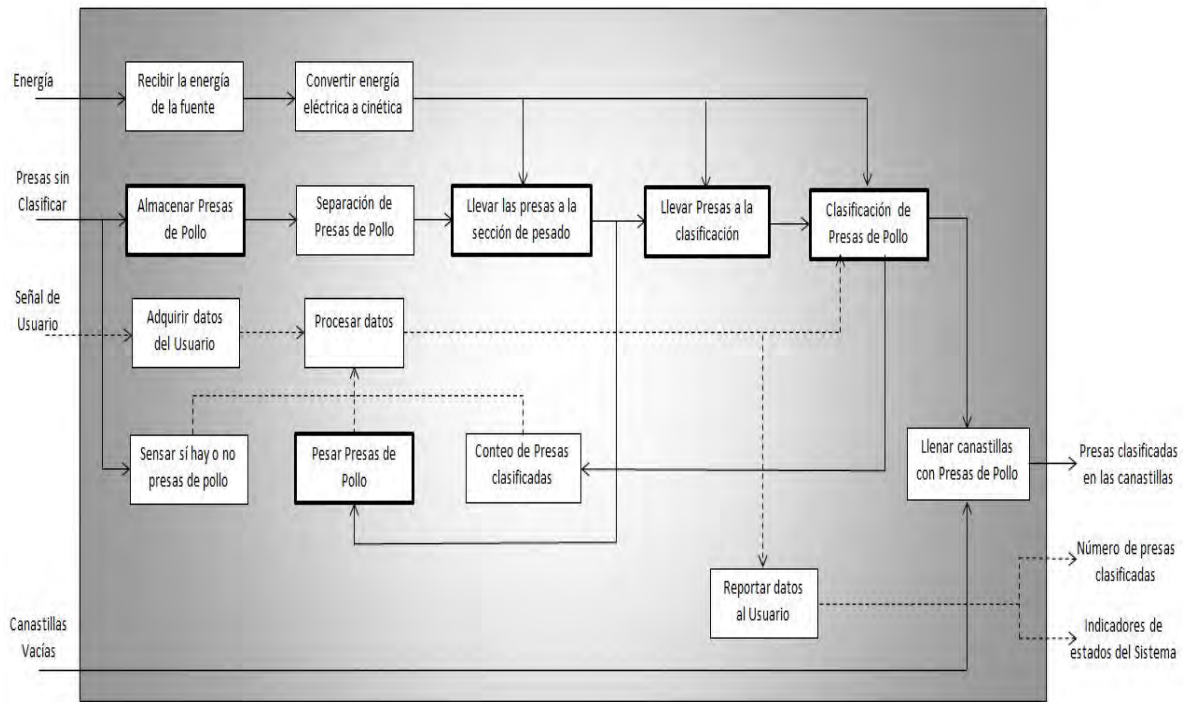 Energía
Recibir la energía
de la fuente
Convertir energía
eléctrica a cinética
Presas sin
Clasificar
Almacenar Presas
de Pollo
Separación de
Presas de Pollo
Llevar las presas a la
sección de pesado
Llevar Presas a la
clasificación
Clasificación de
Presas de Pollo
Señal de
Usuario
Adquirir datos
del Usuario
Procesar datos
Sensar sí hay o no
presas de pollo
Pesar Presas de
Pollo
Conteo de Presas
clasificadas
Llenar canastillas
con Presas de Pollo
Presas clasificadas
en las canastillas
Reportar datos
al Usuario
Número de presas
clasificadas
Indicadores de
estados del Sistema
Canastillas
Vacías